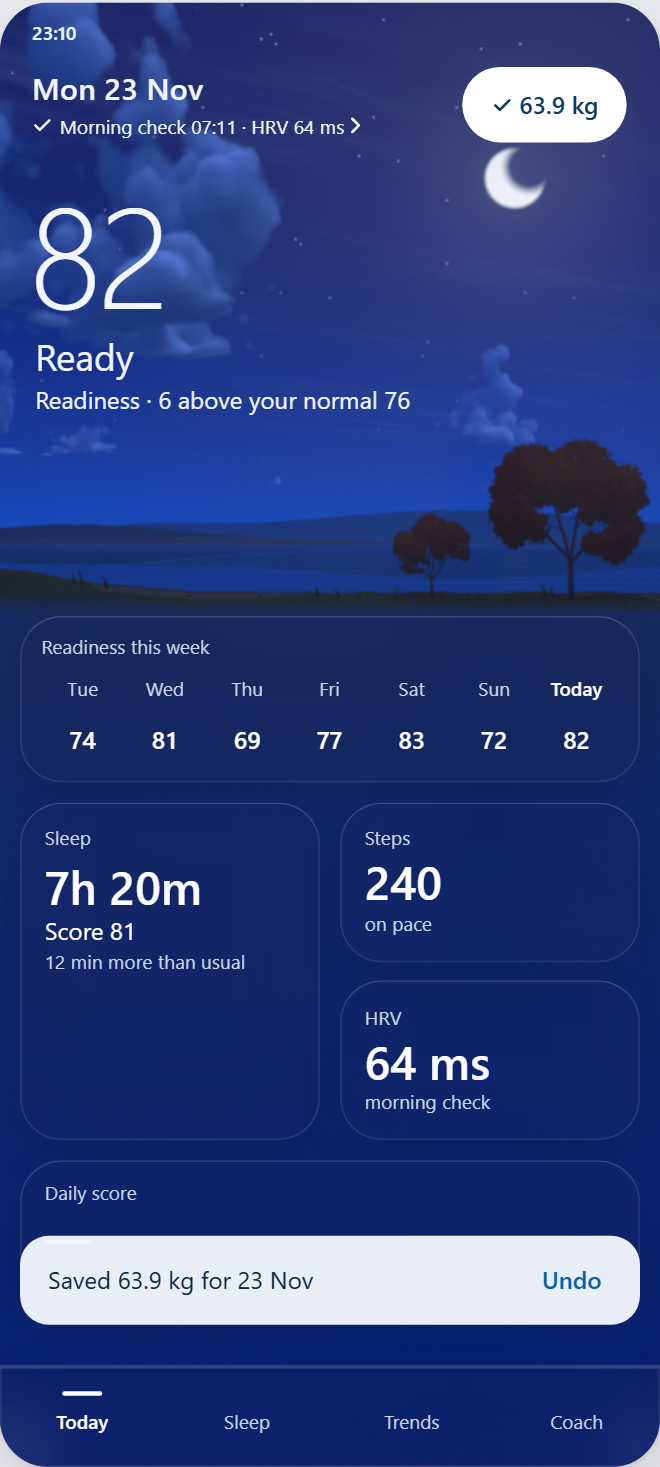 23:10
Mon 23 Nov
Morning check 07:11 · HRV 64 ms
63.9 kg
82
Ready
Readiness · 6 above your normal 76
Readiness this week
Tue Wed Thu Fri Sat Sun Today
74 81 69 77 83 72 82
Sleep
7h 20m
Score 81
12 min more than usual
Steps
240
on pace
HRV
64 ms
morning check
Daily score
Saved 63.9 kg for 23 Nov
Undo
Today Sleep Trends Coach